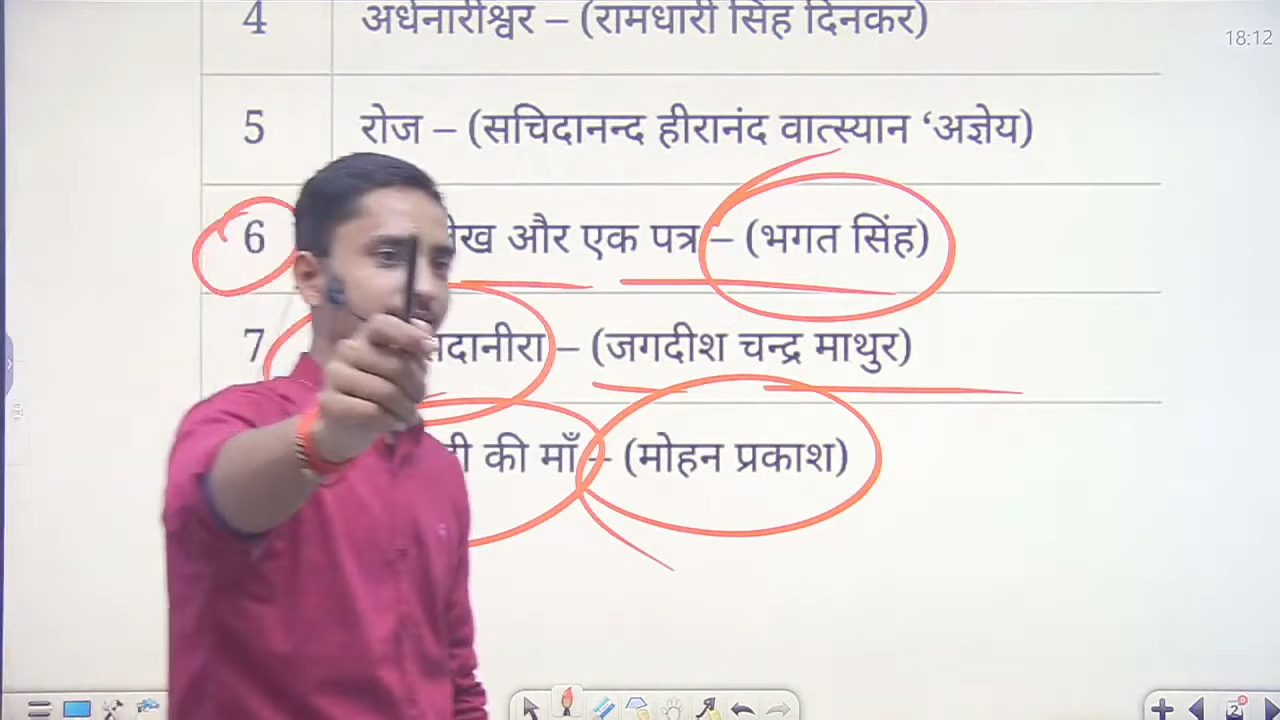 4 अर्धनारीश्वर – (रामधारी सिंह दिनकर)
18:12
5 रोज – (सचिदानन्द हीरानंद वात्स्यान ‘अज्ञेय)
6 और एक पत्र – (भगत सिंह)
7 – (जगदीश चन्द्र माथुर)
की माँ – (मोहन प्रकाश)
2